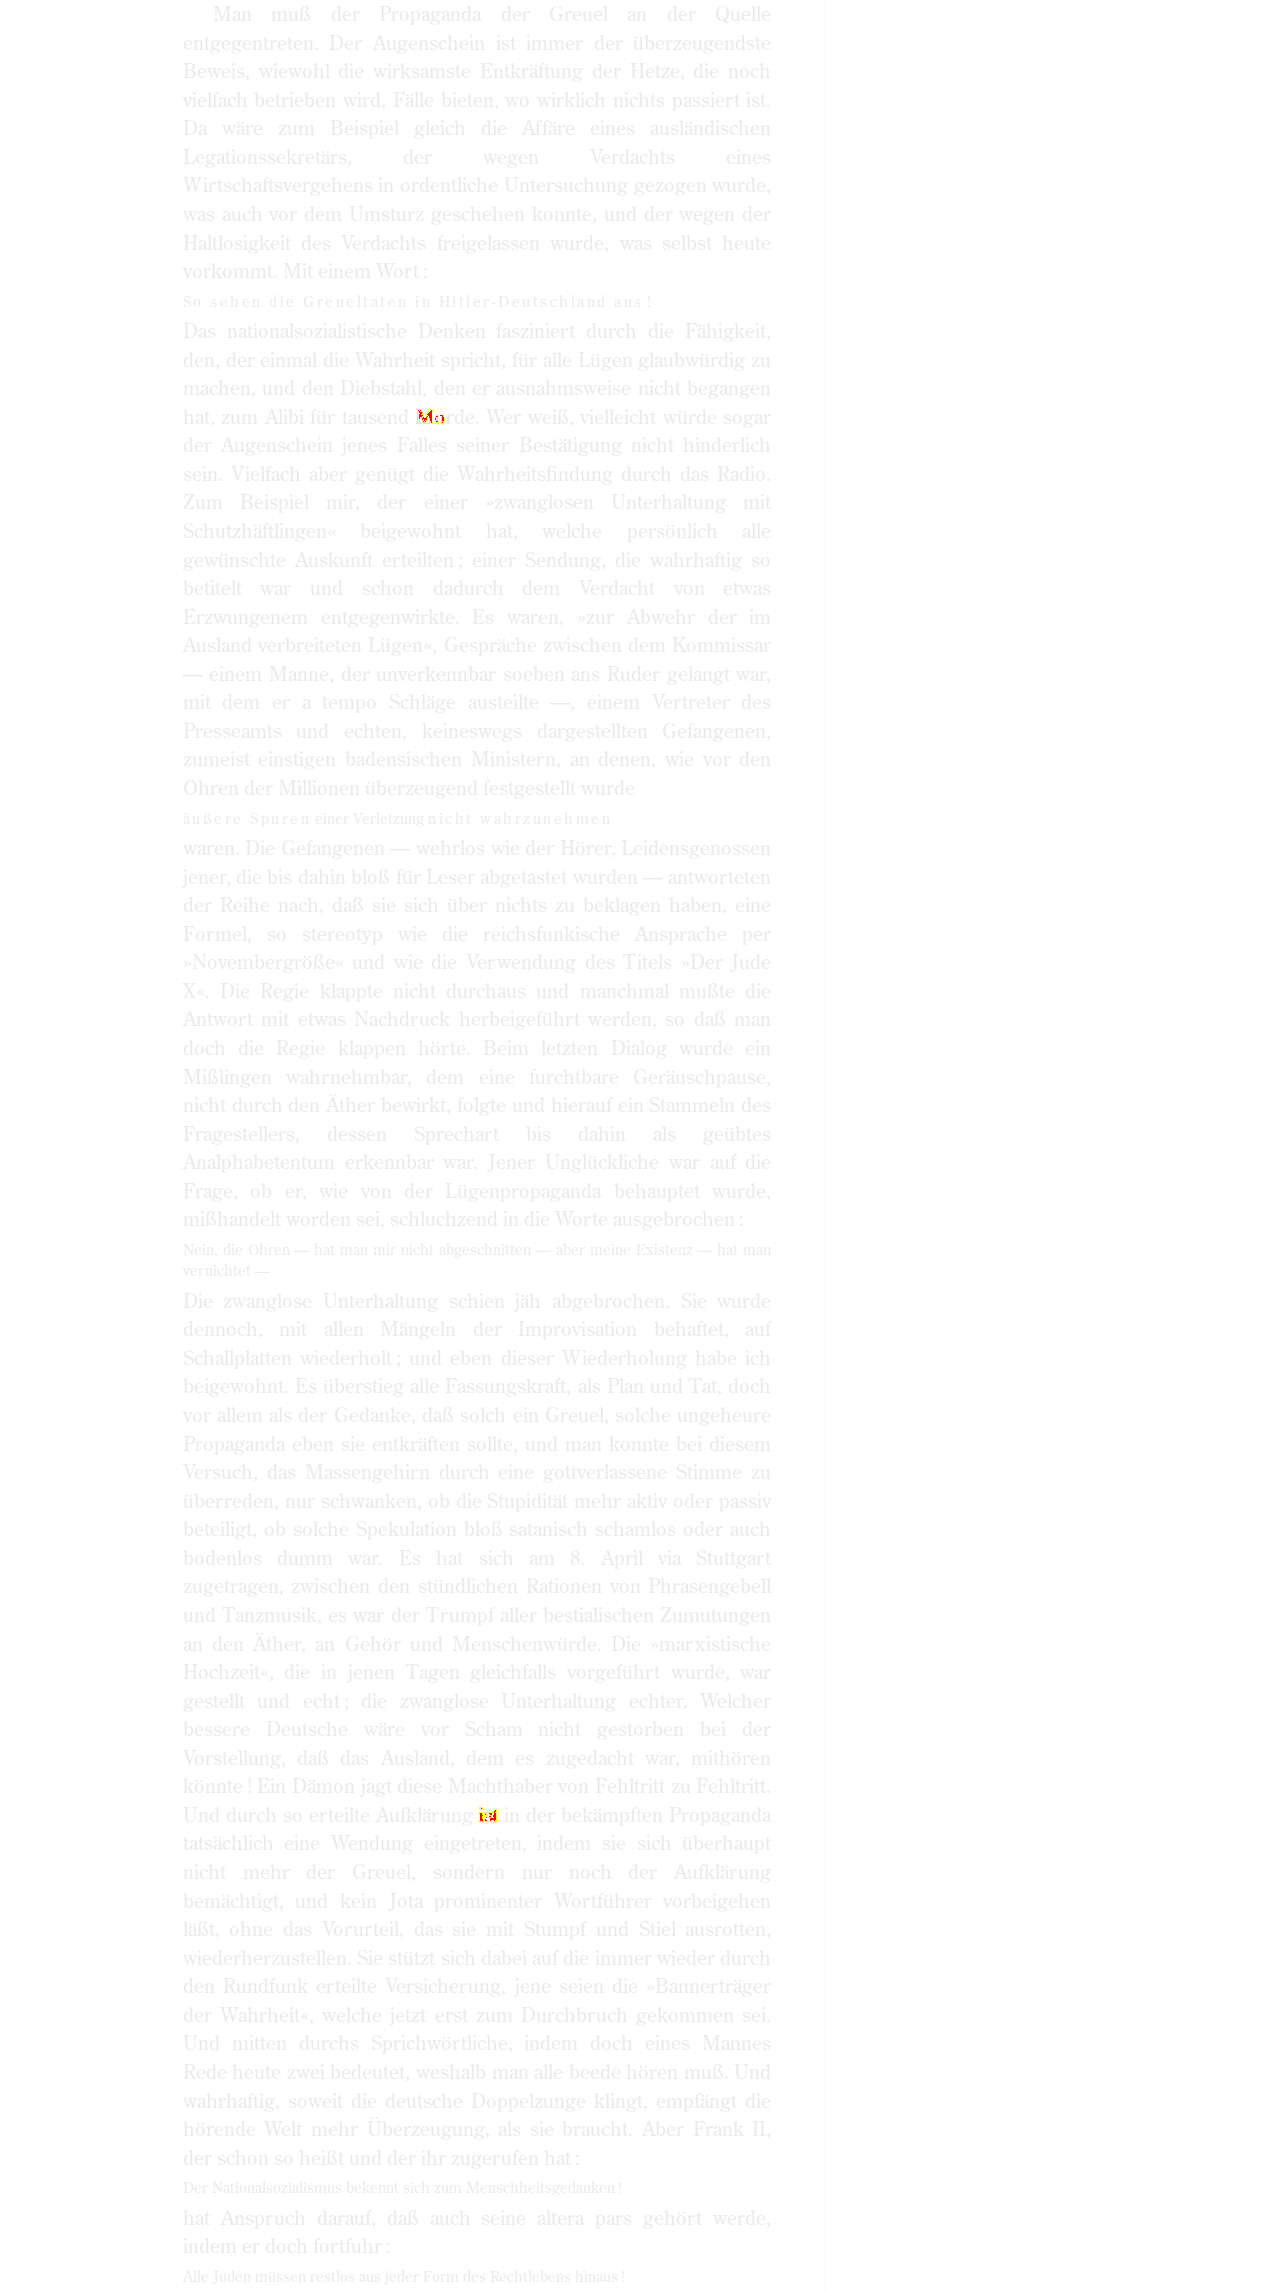 Man muß der Propaganda der Greuel an der Quelle
entgegentreten. Der Augenschein ist immer der überzeugendste
Beweis, wiewohl die wirksamste Entkräftung der Hetze, die noch
vielfach betrieben wird, Fälle bieten, wo wirklich nichts passiert ist.
Da wäre zum Beispiel gleich die Affäre eines ausländischen
Legationssekretärs, der wegen Verdachts eines
Wirtschaftsvergehens in ordentliche Untersuchung gezogen wurde,
was auch vor dem Umsturz geschehen konnte, und der wegen der
Haltlosigkeit des Verdachts freigelassen wurde, was selbst heute
vorkommt. Mit einem Wort :
So sehen die Greueltaten in Hitler-Deutschland aus !
Das nationalsozialistische Denken fasziniert durch die Fähigkeit,
den, der einmal die Wahrheit spricht, für alle Lügen glaubwürdig zu
machen, und den Diebstahl, den er ausnahmsweise nicht begangen
hat, zum Alibi für tausend Morde. Wer weiß, vielleicht würde sogar
der Augenschein jenes Falles seiner Bestätigung nicht hinderlich
sein. Vielfach aber genügt die Wahrheitsfindung durch das Radio.
Zum Beispiel mir, der einer »zwanglosen Unterhaltung mit
Schutzhäftlingen« beigewohnt hat, welche persönlich alle
gewünschte Auskunft erteilten ; einer Sendung, die wahrhaftig so
betitelt war und schon dadurch dem Verdacht von etwas
Erzwungenem entgegenwirkte. Es waren, »zur Abwehr der im
Ausland verbreiteten Lügen«, Gespräche zwischen dem Kommissar
— einem Manne, der unverkennbar soeben ans Ruder gelangt war,
mit dem er a tempo Schläge austeilte —, einem Vertreter des
Presseamts und echten, keineswegs dargestellten Gefangenen,
zumeist einstigen badensischen Ministern, an denen, wie vor den
Ohren der Millionen überzeugend festgestellt wurde
äußere Spuren einer Verletzung nicht wahrzunehmen
waren. Die Gefangenen — wehrlos wie der Hörer, Leidensgenossen
jener, die bis dahin bloß für Leser abgetastet wurden — antworteten
der Reihe nach, daß sie sich über nichts zu beklagen haben, eine
Formel, so stereotyp wie die reichsfunkische Ansprache per
»Novembergröße« und wie die Verwendung des Titels »Der Jude
X«. Die Regie klappte nicht durchaus und manchmal mußte die
Antwort mit etwas Nachdruck herbeigeführt werden, so daß man
doch die Regie klappen hörte. Beim letzten Dialog wurde ein
Mißlingen wahrnehmbar, dem eine furchtbare Geräuschpause,
nicht durch den Äther bewirkt, folgte und hierauf ein Stammeln des
Fragestellers, dessen Sprechart bis dahin als geübtes
Analphabetentum erkennbar war. Jener Unglückliche war auf die
Frage, ob er, wie von der Lügenpropaganda behauptet wurde,
mißhandelt worden sei, schluchzend in die Worte ausgebrochen :
Nein, die Ohren — hat man mir nicht abgeschnitten — aber meine Existenz — hat man
vernichtet —
Die zwanglose Unterhaltung schien jäh abgebrochen. Sie wurde
dennoch, mit allen Mängeln der Improvisation behaftet, auf
Schallplatten wiederholt ; und eben dieser Wiederholung habe ich
beigewohnt. Es überstieg alle Fassungskraft, als Plan und Tat, doch
vor allem als der Gedanke, daß solch ein Greuel, solche ungeheure
Propaganda eben sie entkräften sollte, und man konnte bei diesem
Versuch, das Massengehirn durch eine gottverlassene Stimme zu
überreden, nur schwanken, ob die Stupidität mehr aktiv oder passiv
beteiligt, ob solche Spekulation bloß satanisch schamlos oder auch
bodenlos dumm war. Es hat sich am 8. April via Stuttgart
zugetragen, zwischen den stündlichen Rationen von Phrasengebell
und Tanzmusik, es war der Trumpf aller bestialischen Zumutungen
an den Äther, an Gehör und Menschenwürde. Die »marxistische
Hochzeit«, die in jenen Tagen gleichfalls vorgeführt wurde, war
gestellt und echt ; die zwanglose Unterhaltung echter. Welcher
bessere Deutsche wäre vor Scham nicht gestorben bei der
Vorstellung, daß das Ausland, dem es zugedacht war, mithören
könnte ! Ein Dämon jagt diese Machthaber von Fehltritt zu Fehltritt.
Und durch so erteilte Aufklärung ist in der bekämpften Propaganda
tatsächlich eine Wendung eingetreten, indem sie sich überhaupt
nicht mehr der Greuel, sondern nur noch der Aufklärung
bemächtigt, und kein Jota prominenter Wortführer vorbeigehen
läßt, ohne das Vorurteil, das sie mit Stumpf und Stiel ausrotten,
wiederherzustellen. Sie stützt sich dabei auf die immer wieder durch
den Rundfunk erteilte Versicherung, jene seien die »Bannerträger
der Wahrheit«, welche jetzt erst zum Durchbruch gekommen sei.
Und mitten durchs Sprichwörtliche, indem doch eines Mannes
Rede heute zwei bedeutet, weshalb man alle beede hören muß. Und
wahrhaftig, soweit die deutsche Doppelzunge klingt, empfängt die
hörende Welt mehr Überzeugung, als sie braucht. Aber Frank II,
der schon so heißt und der ihr zugerufen hat :
Der Nationalsozialismus bekennt sich zum Menschheitsgedanken !
hat Anspruch darauf, daß auch seine altera pars gehört werde,
indem er doch fortfuhr :
Alle Juden müssen restlos aus jeder Form des Rechtlebens hinaus !